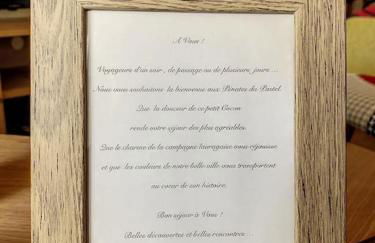 A Vous !
Voyageurs d'un soir, de passage ou de plusieurs jours ...
Nous vous souhaitons la bienvenue aux Pénates du Pastel.
Que la douceur de ce petit Cocon
rende votre séjour des plus agréables.
Que le charme de la campagne lauragaise vous réjouisse
et que les couleurs de notre belle ville vous transportent
au cœur de son histoire.
Bon séjour à Vous !
Belles découvertes et belles rencontres...